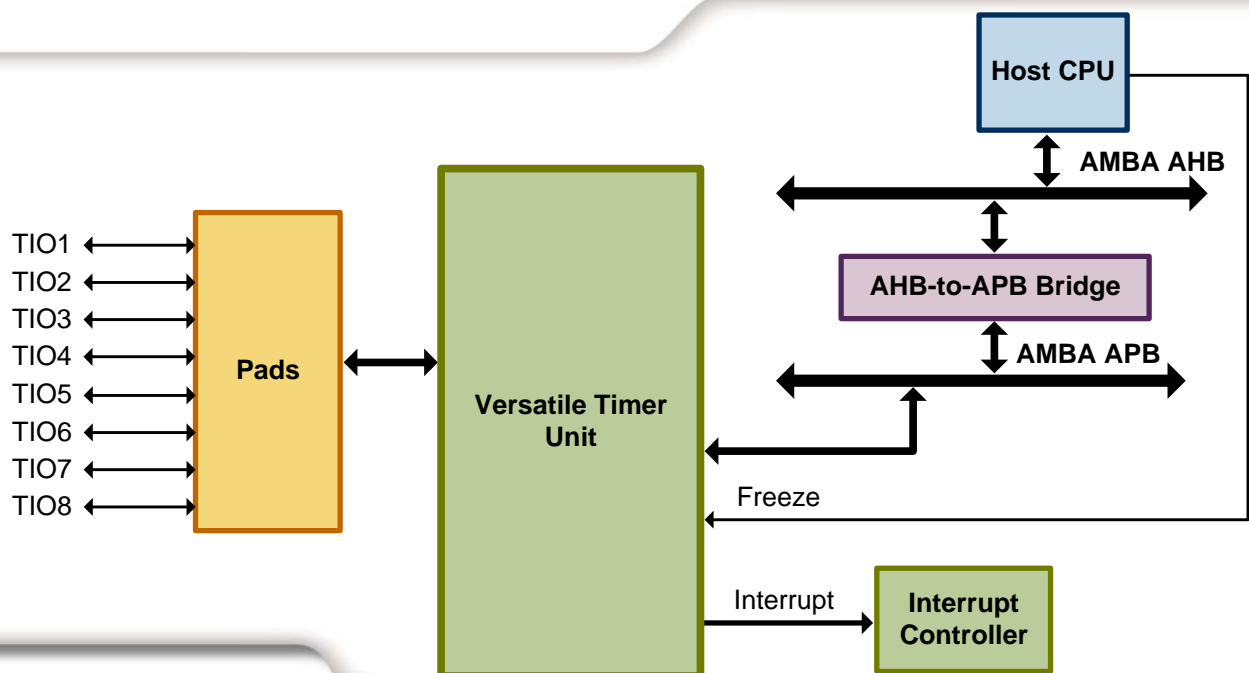 Host CPU
AMBA AHB
AHB-to-APB Bridge
AMBA APB
TIO1
TIO2
TIO3
TIO4
TIO5
TIO6
TIO7
TIO8
Pads
Versatile Timer
Unit
Freeze
Interrupt
Interrupt
Controller